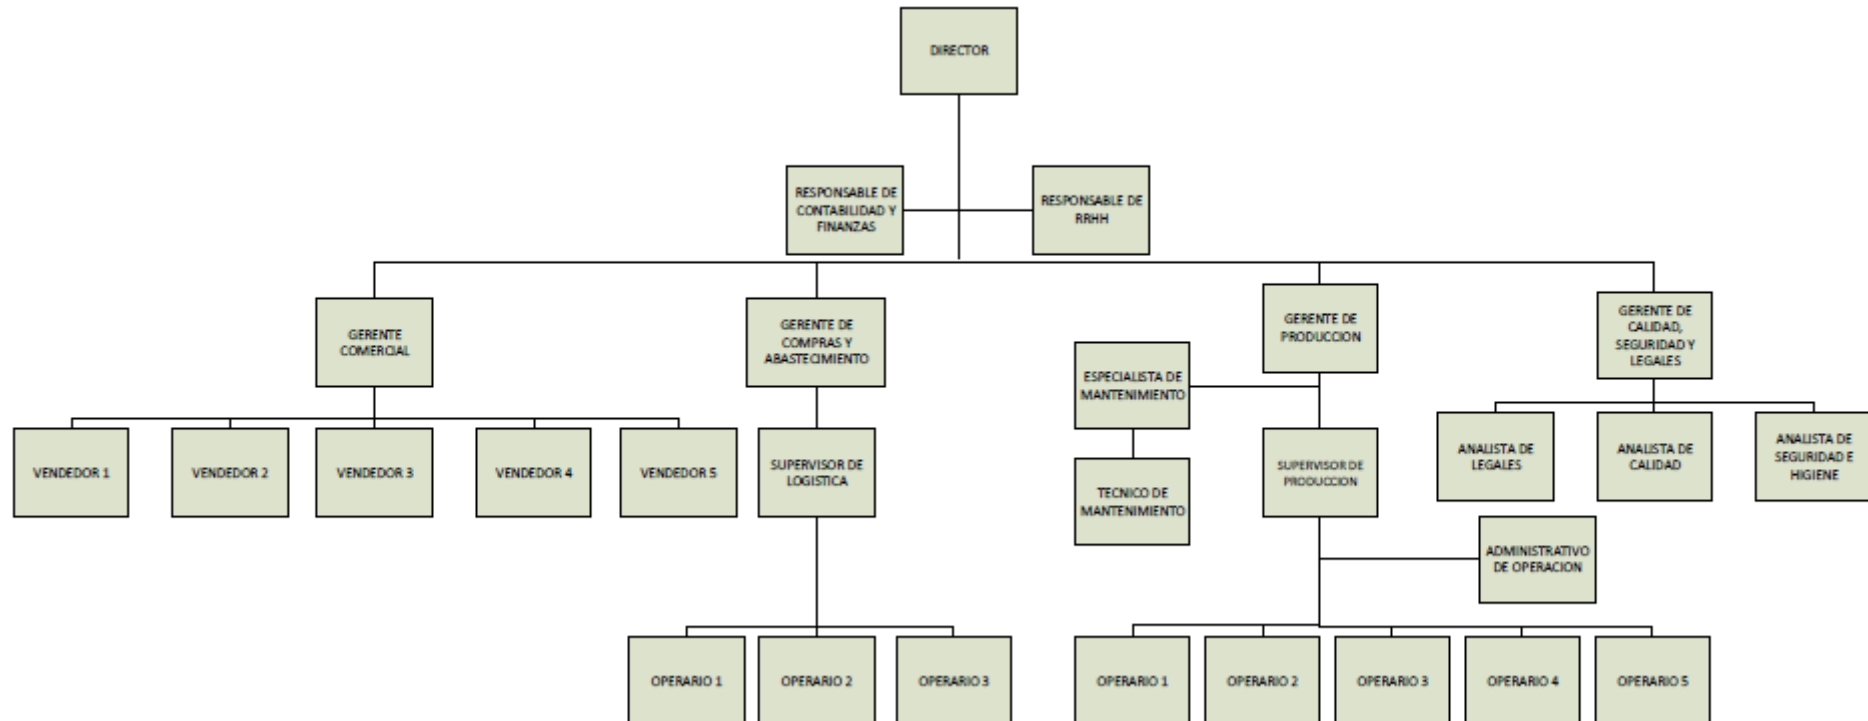 DIRECTOR
RESPONSABLE DE
CONTABILIDAD Y
FINANZAS
RESPONSABLE DE
RRHH
GERENTE
COMERCIAL
GERENTE DE
COMPRAS Y
ABASTECIMIENTO
GERENTE DE
PRODUCCION
GERENTE DE
CALIDAD,
SEGURIDAD Y
LEGALES
ESPECIALISTA DE
MANTENIMIENTO
VENDEDOR 1
VENDEDOR 2
VENDEDOR 3
VENDEDOR 4
VENDEDOR 5
SUPERVISOR DE
LOGISTICA
TECNICO DE
MANTENIMIENTO
SUPERVISOR DE
PRODUCCION
ANALISTA DE
LEGALES
ANALISTA DE
CALIDAD
ANALISTA DE
SEGURIDAD E
HIGIENE
ADMINISTRATIVO
DE OPERACION
OPERARIO 1
OPERARIO 2
OPERARIO 3
OPERARIO 1
OPERARIO 2
OPERARIO 3
OPERARIO 4
OPERARIO 5